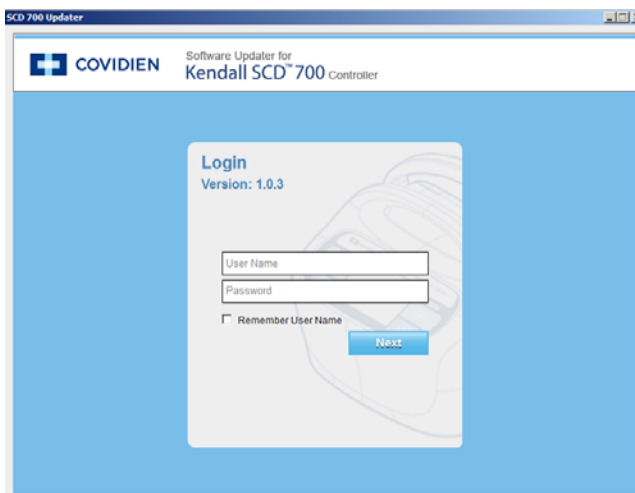 SCD 700 Updater
COVIDIEN
Software Updater for
Kendall SCD™ 700 Controller
Login
Version: 1.0.3
User Name
Password
Remember User Name
Next